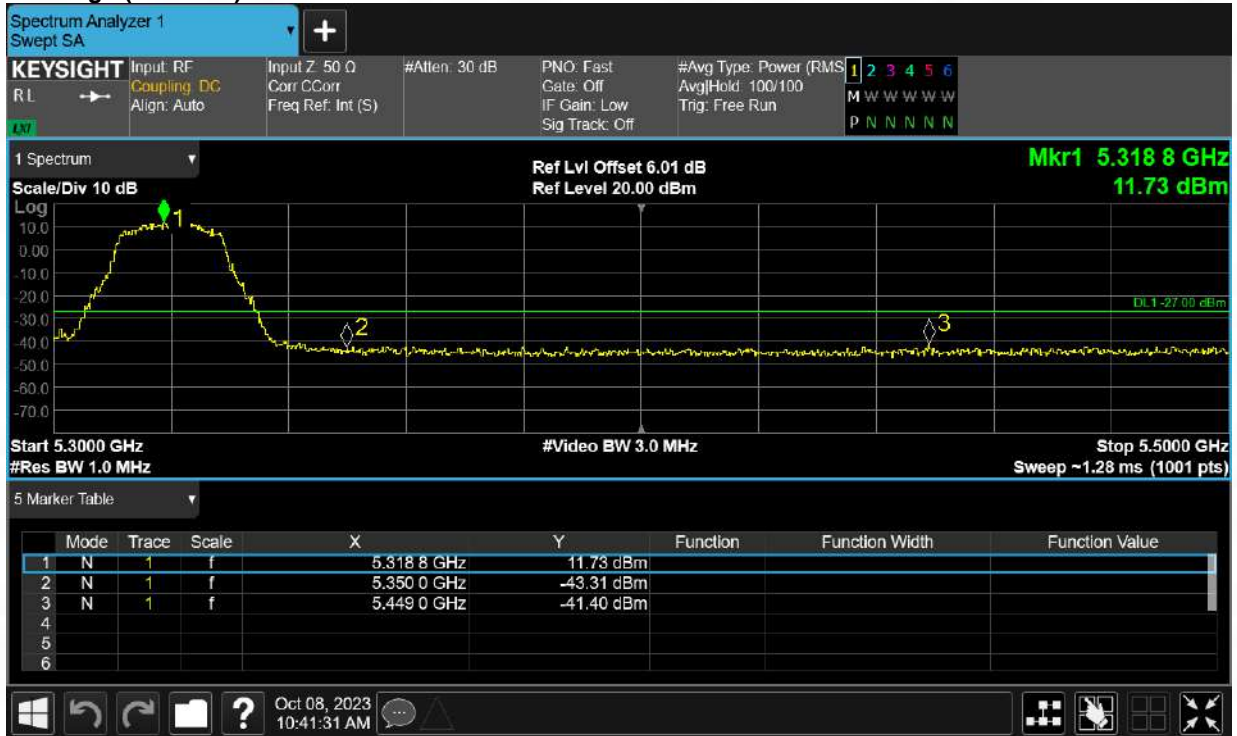 Spectrum Analyzer 1
Swept SA
+
KEYSIGHT Input: RF Input Z: 50 Ω #Atten: 30 dB PNO: Fast #Avg Type: Power (RMS 1 2 3 4 5 6
RL Coupling: DC Corr CCorr Gate: Off Avg|Hold: 100/100 M W W W W W
Align: Auto Freq Ref: Int (S) IF Gain: Low Trig: Free Run
LXI Sig Track: Off P N N N N N
1 Spectrum Ref Lvl Offset 6.01 dB Mkr1 5.318 8 GHz
Scale/Div 10 dB Ref Level 20.00 dBm 11.73 dBm
Log
1
10.0
0.00
-10.0
-20.0
DL1 -27.00 dBm
-30.0
2 3
-40.0
-50.0
-60.0
-70.0
Start 5.3000 GHz #Video BW 3.0 MHz Stop 5.5000 GHz
#Res BW 1.0 MHz Sweep ~1.28 ms (1001 pts)
5 Marker Table
Mode Trace Scale X Y Function Function Width Function Value
1 N 1 f 5.318 8 GHz 11.73 dBm
2 N 1 f 5.350 0 GHz -43.31 dBm
3 N 1 f 5.449 0 GHz -41.40 dBm
4
5
6
? Oct 08, 2023
10:41:31 AM